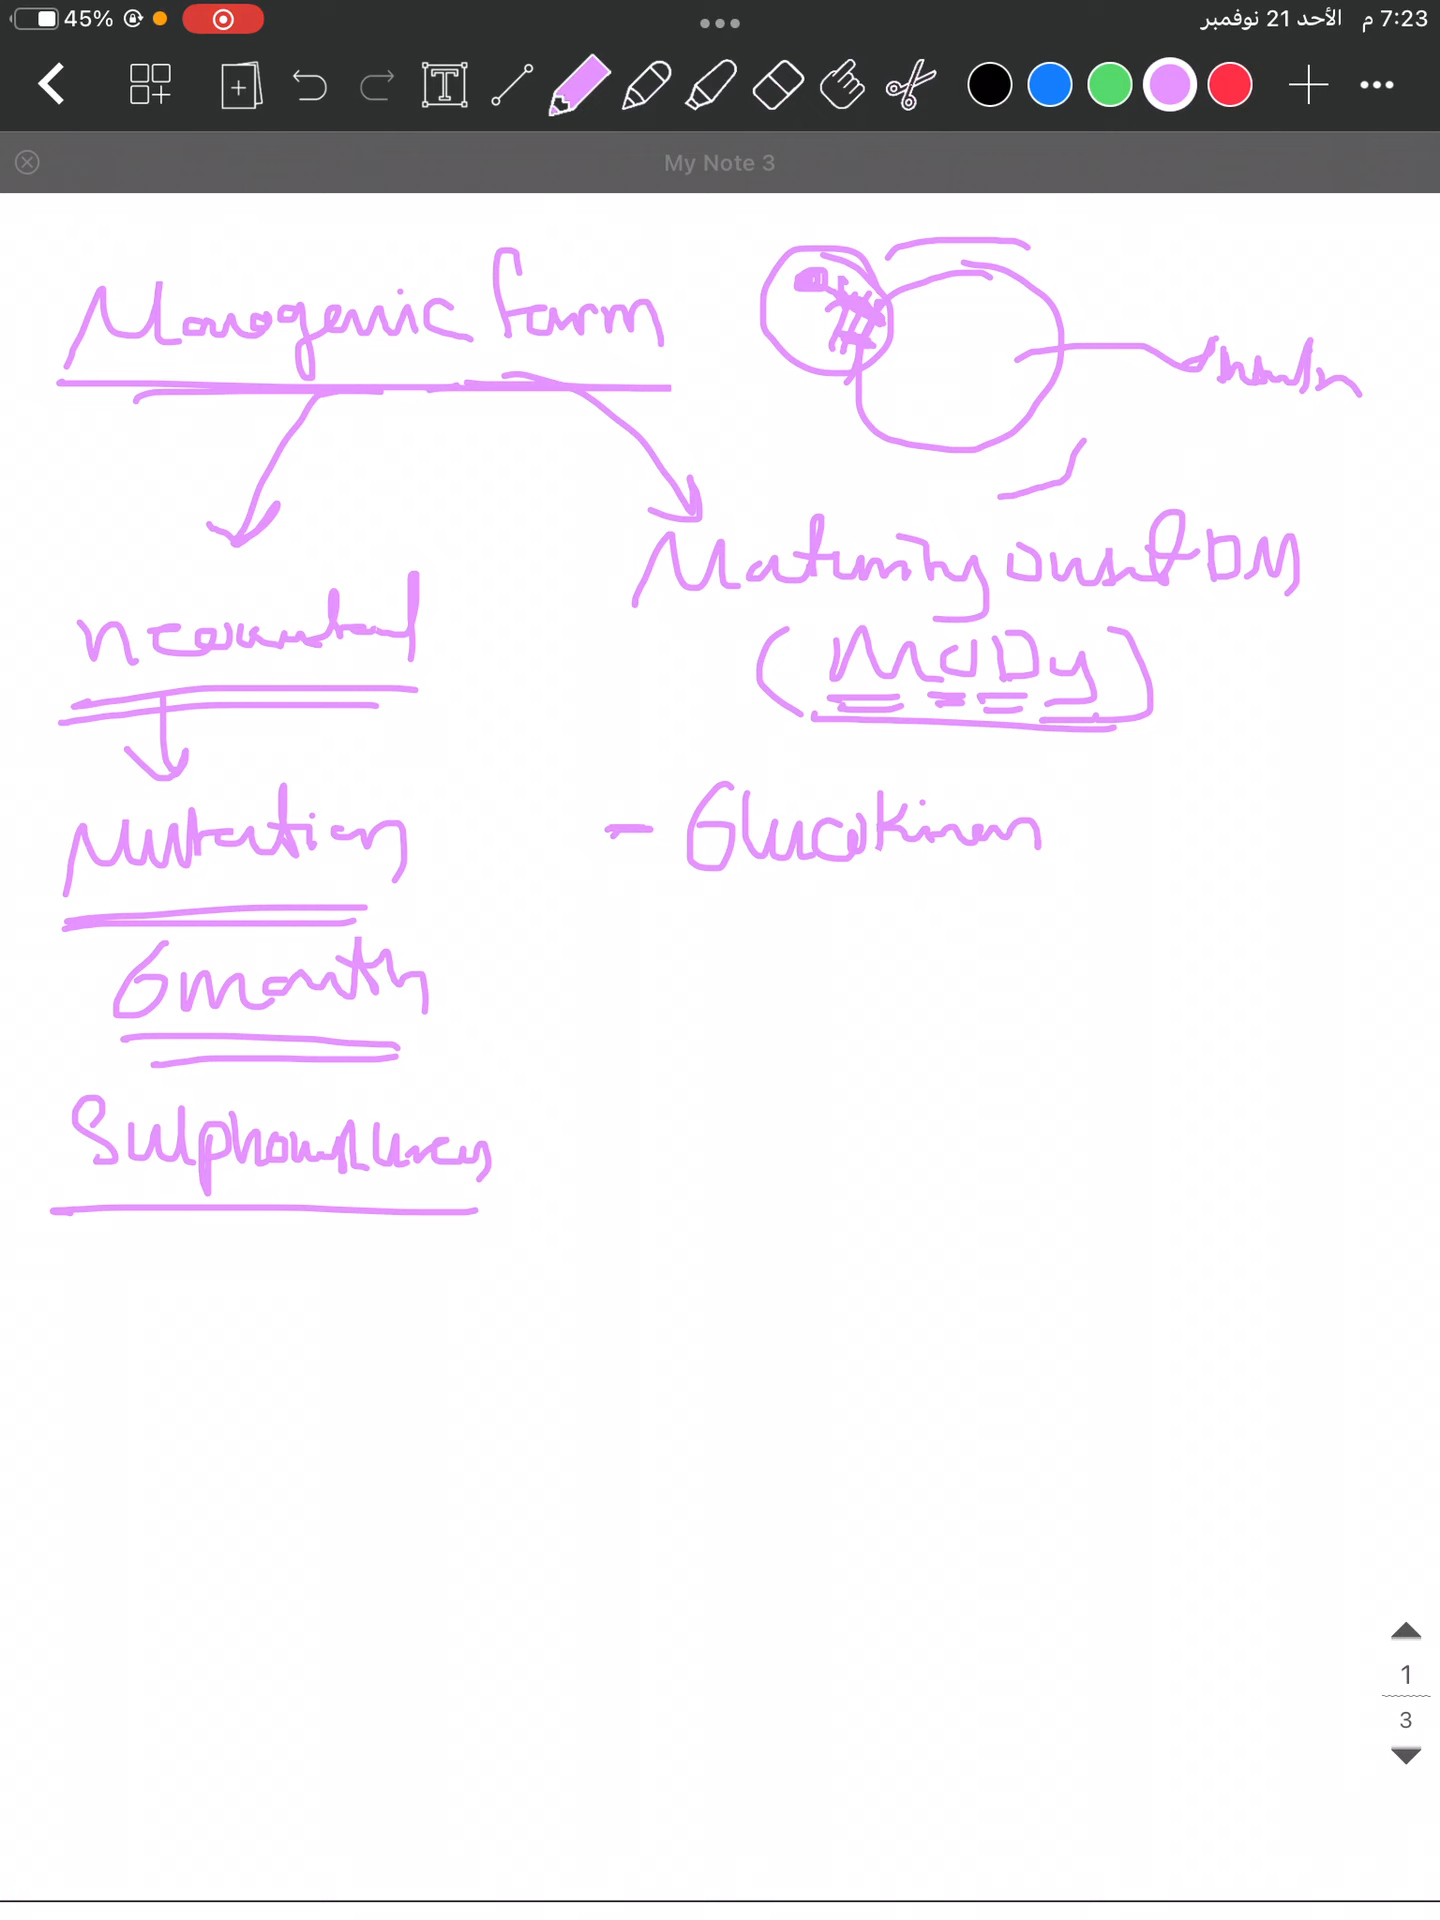 45%
7:23 م الأحد 21 نوفمبر
T
My Note 3
Monogenic form
Insulin
neonatal
Maturity onset DM
(MODy)
Mutation
- Glucokinas
6 month
Sulphonylurea
1
3